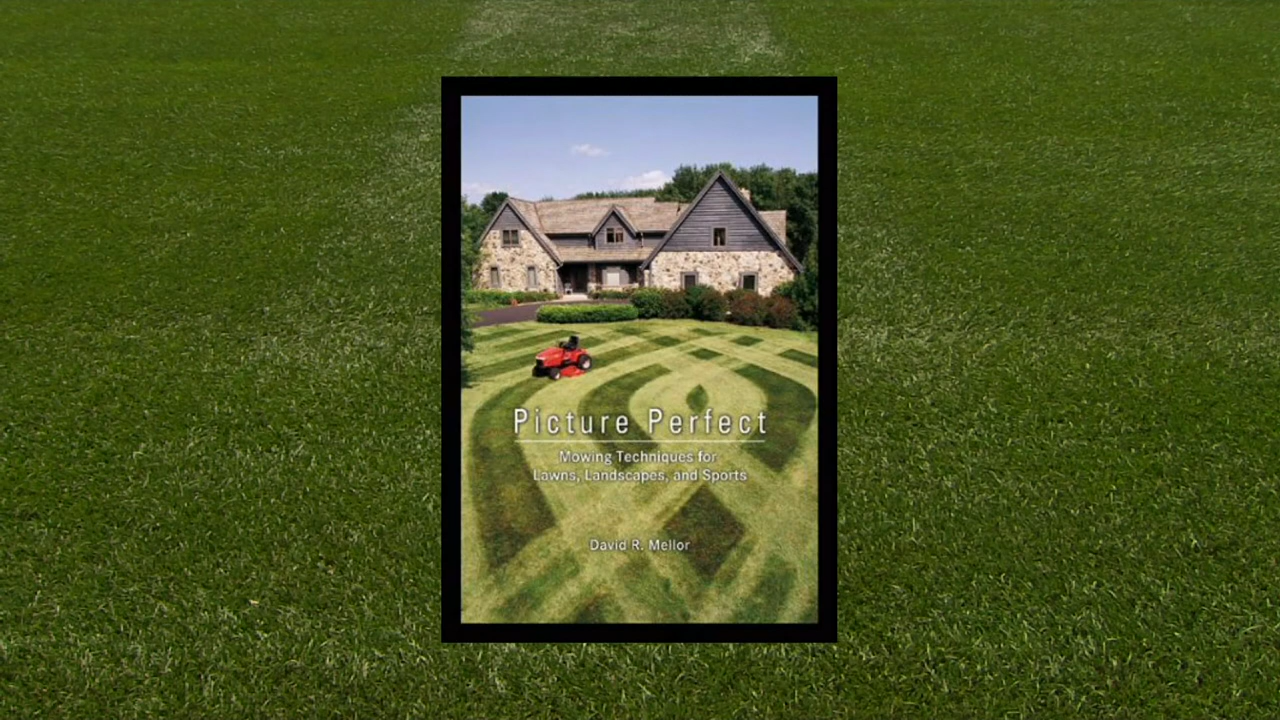 Picture Perfect
Mowing Techniques for
Lawns, Landscapes, and Sports
David R. Mellor